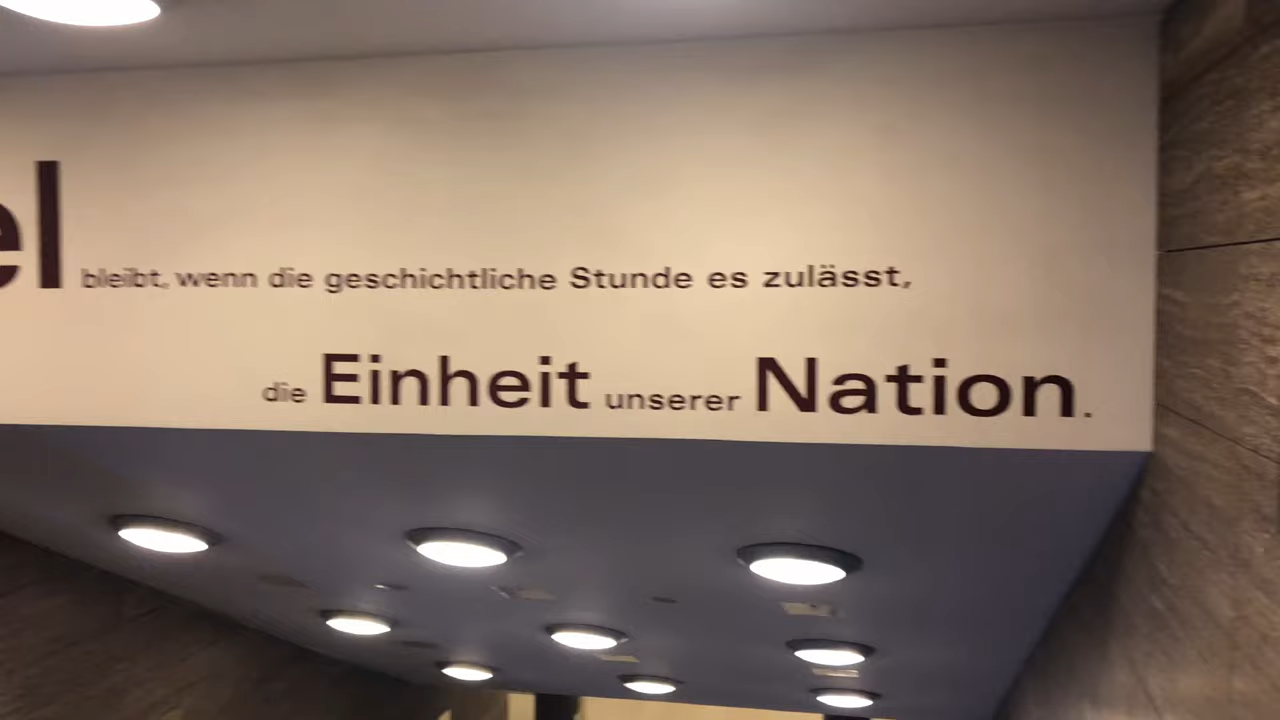 el bleibt, wenn die geschichtliche Stunde es zulässt,
die Einheit unserer Nation.